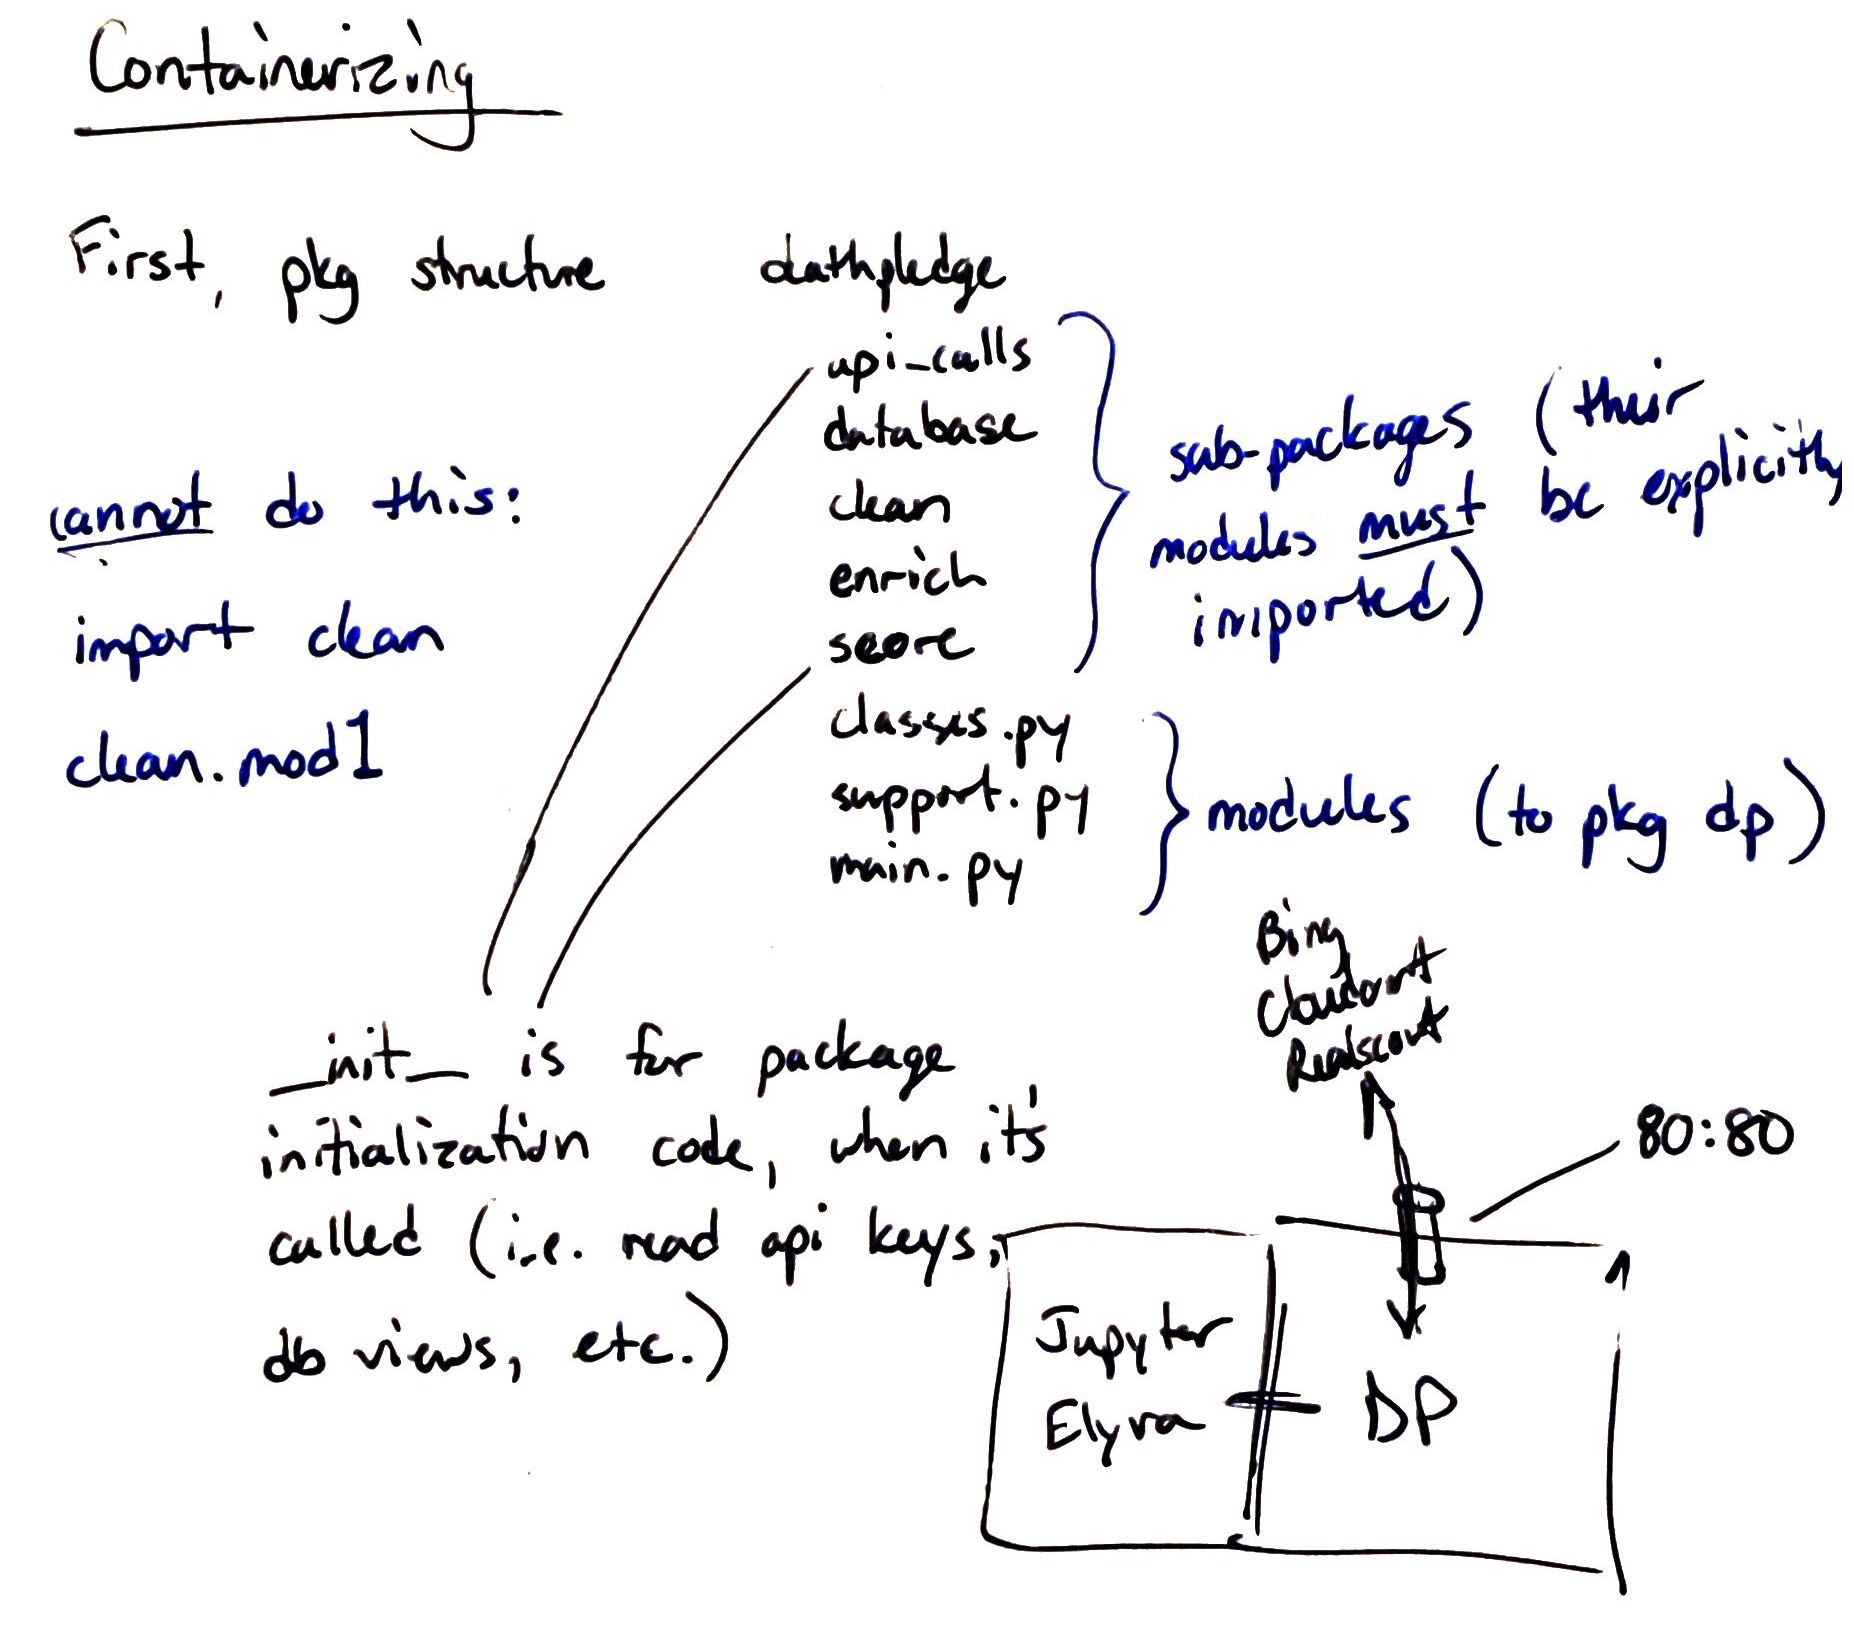 Containerizing
First, pkg structure
dathpledge
api_calls
database
clean
enrich
score
classes.py
support.py
main.py
sub-packages (their
modules must be explicitly
imported)
modules (to pkg dp)
cannot do this:
import clean
clean.mod1
_init_ is for package
initialization code, when it's
called (i.e. read api keys,
db views, etc.)
Bing
Cloudant
Realscout
80:80
Jupyter
Elyra
DP